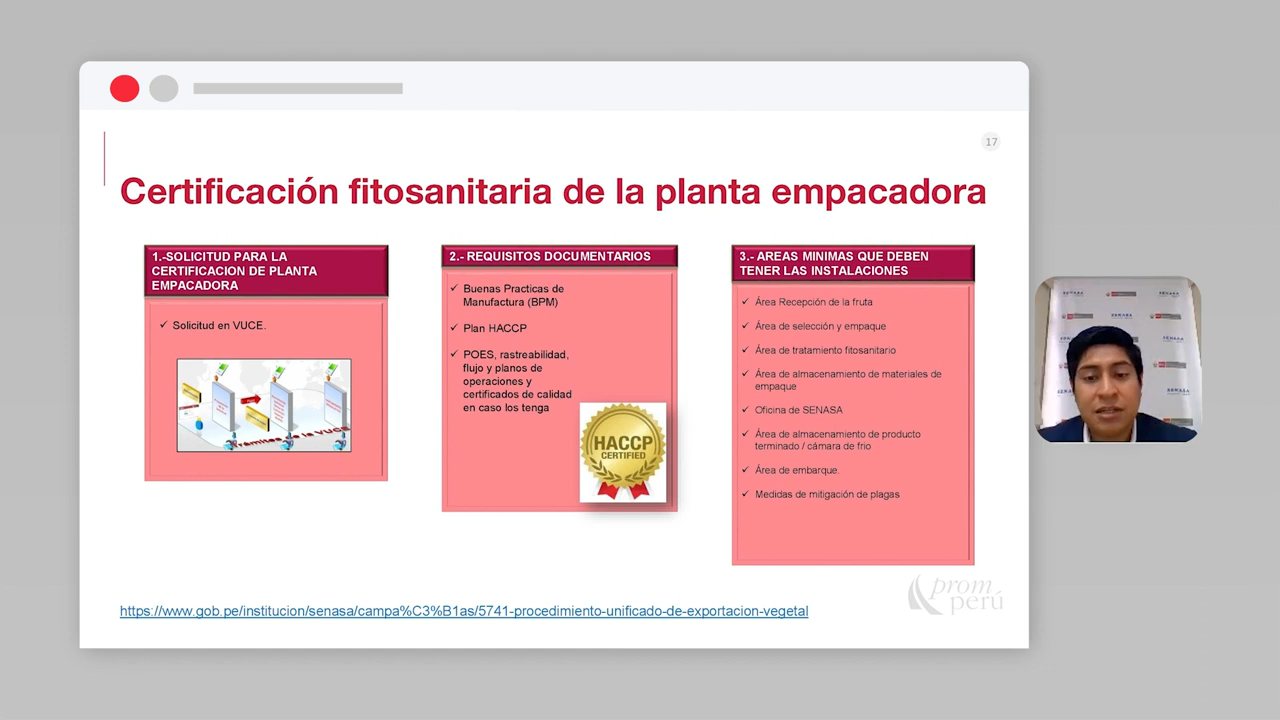 17
Certificación fitosanitaria de la planta empacadora
1.-SOLICITUD PARA LA
CERTIFICACION DE PLANTA
EMPACADORA
✓ Solicitud en VUCE.
Trámites VUCE
2.- REQUISITOS DOCUMENTARIOS
✓ Buenas Practicas de
Manufactura (BPM)
✓ Plan HACCP
✓ POES, rastreabilidad,
flujo y planos de
operaciones y
certificados de calidad
en caso los tenga
HACCP
CERTIFIED
3.- AREAS MINIMAS QUE DEBEN
TENER LAS INSTALACIONES
✓ Área Recepción de la fruta
✓ Área de selección y empaque
✓ Área de tratamiento fitosanitario
✓ Área de almacenamiento de materiales de
empaque
✓ Oficina de SENASA
✓ Área de almacenamiento de producto
terminado / cámara de frio
✓ Área de embarque.
✓ Medidas de mitigación de plagas
https://www.gob.pe/institucion/senasa/campa%C3%B1as/5741-procedimiento-unificado-de-exportacion-vegetal
prom
perú
SENASA